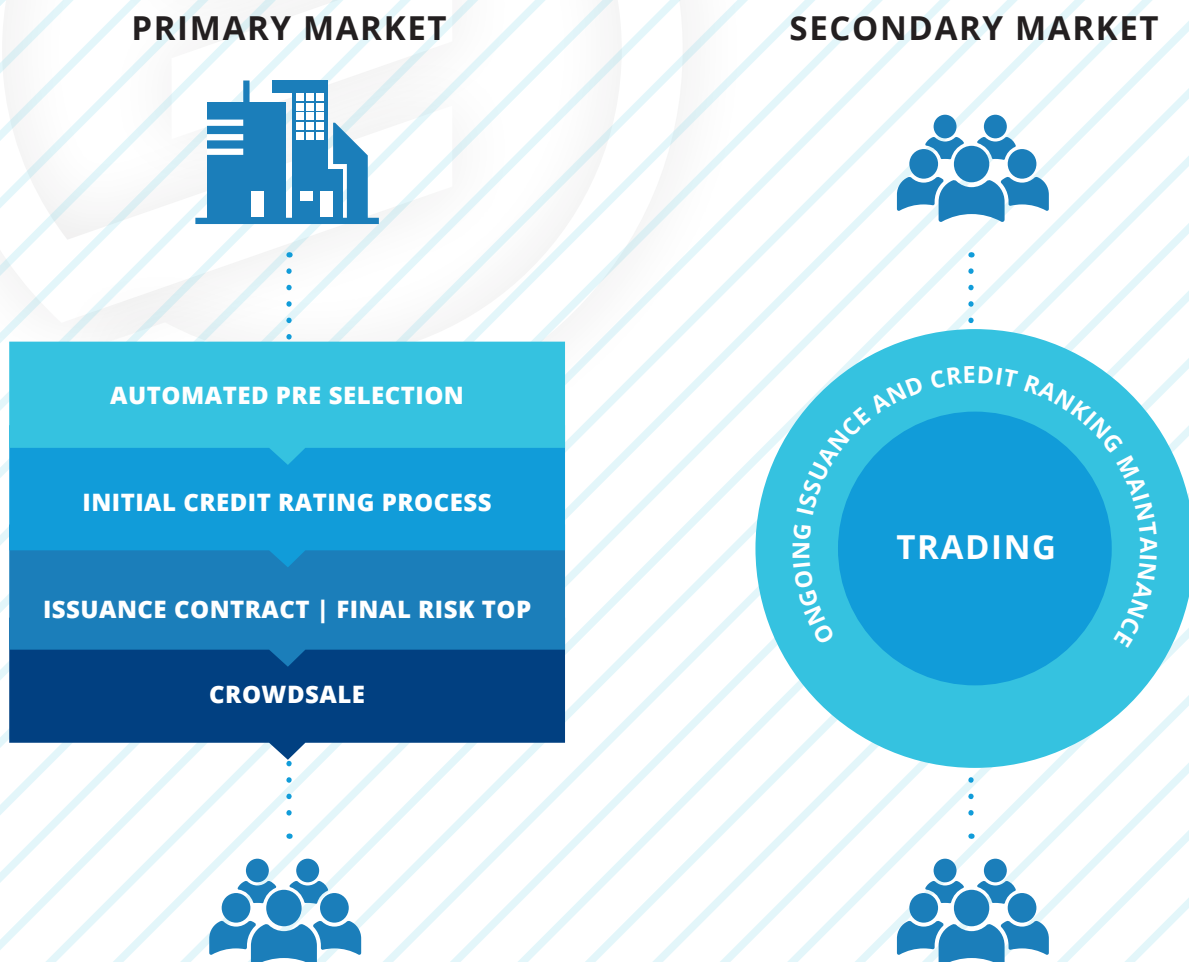 PRIMARY MARKET
AUTOMATED PRE SELECTION
INITIAL CREDIT RATING PROCESS
ISSUANCE CONTRACT | FINAL RISK TOP
CROWDSALE
SECONDARY MARKET
ONGOING ISSUANCE AND CREDIT RANKING MAINTAINANCE
TRADING